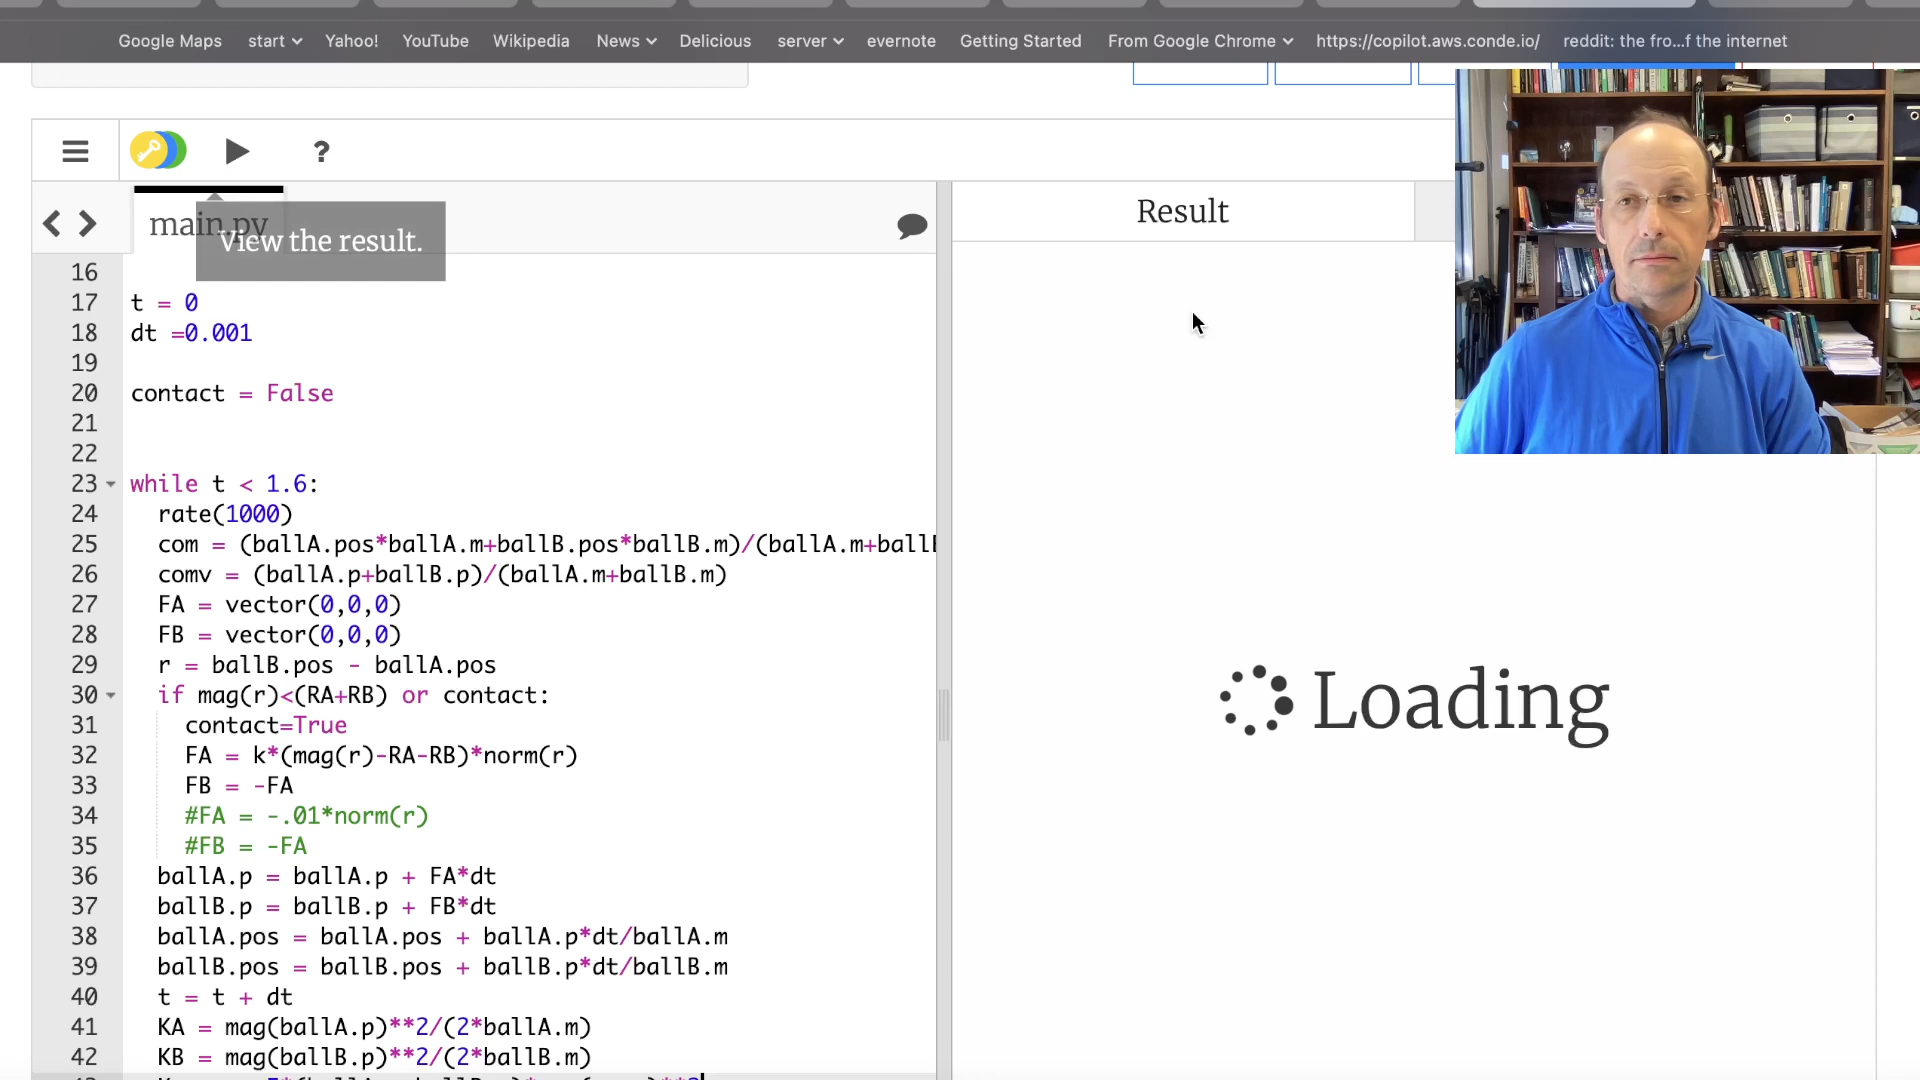 Google Maps start Yahoo! YouTube Wikipedia News Delicious server evernote Getting Started From Google Chrome https://copilot.aws.conde.io/ reddit: the fro...f the internet
?
main.py
View the result.
Result
16
17 t = 0
18 dt =0.001
19
20 contact = False
21
22
23 while t < 1.6:
24 rate(1000)
25 com = (ballA.pos*ballA.m+ballB.pos*ballB.m)/(ballA.m+ballB
26 comv = (ballA.p+ballB.p)/(ballA.m+ballB.m)
27 FA = vector(0,0,0)
28 FB = vector(0,0,0)
29 r = ballB.pos - ballA.pos
30 if mag(r)<(RA+RB) or contact:
31 contact=True
32 FA = k*(mag(r)-RA-RB)*norm(r)
33 FB = -FA
34 #FA = -.01*norm(r)
35 #FB = -FA
36 ballA.p = ballA.p + FA*dt
37 ballB.p = ballB.p + FB*dt
38 ballA.pos = ballA.pos + ballA.p*dt/ballA.m
39 ballB.pos = ballB.pos + ballB.p*dt/ballB.m
40 t = t + dt
41 KA = mag(ballA.p)**2/(2*ballA.m)
42 KB = mag(ballB.p)**2/(2*ballB.m)
Loading